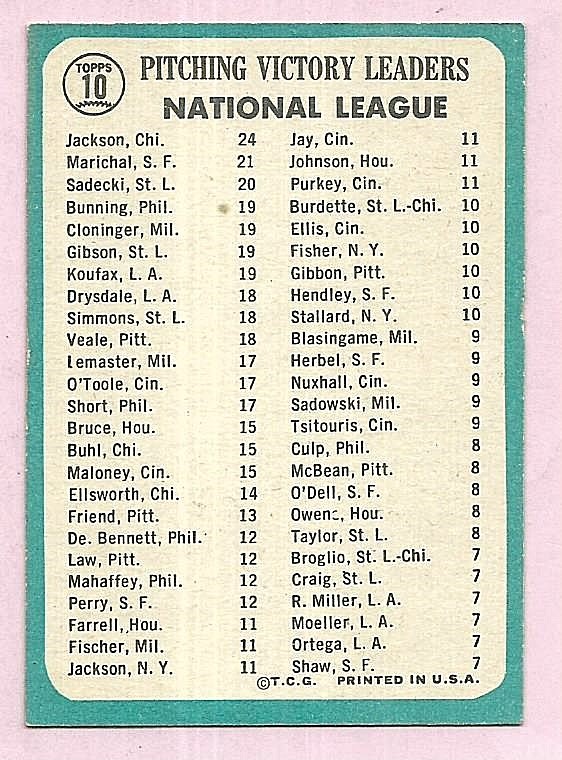 TOPPS
10
PITCHING VICTORY LEADERS
NATIONAL LEAGUE
Jackson, Chi. 24
Marichal, S. F. 21
Sadecki, St. L. 20
Bunning, Phil. 19
Cloninger, Mil. 19
Gibson, St. L. 19
Koufax, L. A. 19
Drysdale, L. A. 18
Simmons, St. L. 18
Veale, Pitt. 18
Lemaster, Mil. 17
O'Toole, Cin. 17
Short, Phil. 17
Bruce, Hou. 15
Buhl, Chi. 15
Maloney, Cin. 15
Ellsworth, Chi. 14
Friend, Pitt. 13
De. Bennett, Phil. 12
Law, Pitt. 12
Mahaffey, Phil. 12
Perry, S. F. 12
Farrell, Hou. 11
Fischer, Mil. 11
Jackson, N. Y. 11
Jay, Cin. 11
Johnson, Hou. 11
Purkey, Cin. 11
Burdette, St. L.-Chi. 10
Ellis, Cin. 10
Fisher, N. Y. 10
Gibbon, Pitt. 10
Hendley, S. F. 10
Stallard, N. Y. 10
Blasingame, Mil. 9
Herbel, S. F. 9
Nuxhall, Cin. 9
Sadowski, Mil. 9
Tsitouris, Cin. 9
Culp, Phil. 8
McBean, Pitt. 8
O'Dell, S. F. 8
Owens, Hou. 8
Taylor, St. L. 8
Broglio, St. L.-Chi. 7
Craig, St. L. 7
R. Miller, L. A. 7
Moeller, L. A. 7
Ortega, L. A. 7
Shaw, S. F. 7
©T.C.G. PRINTED IN U.S.A.